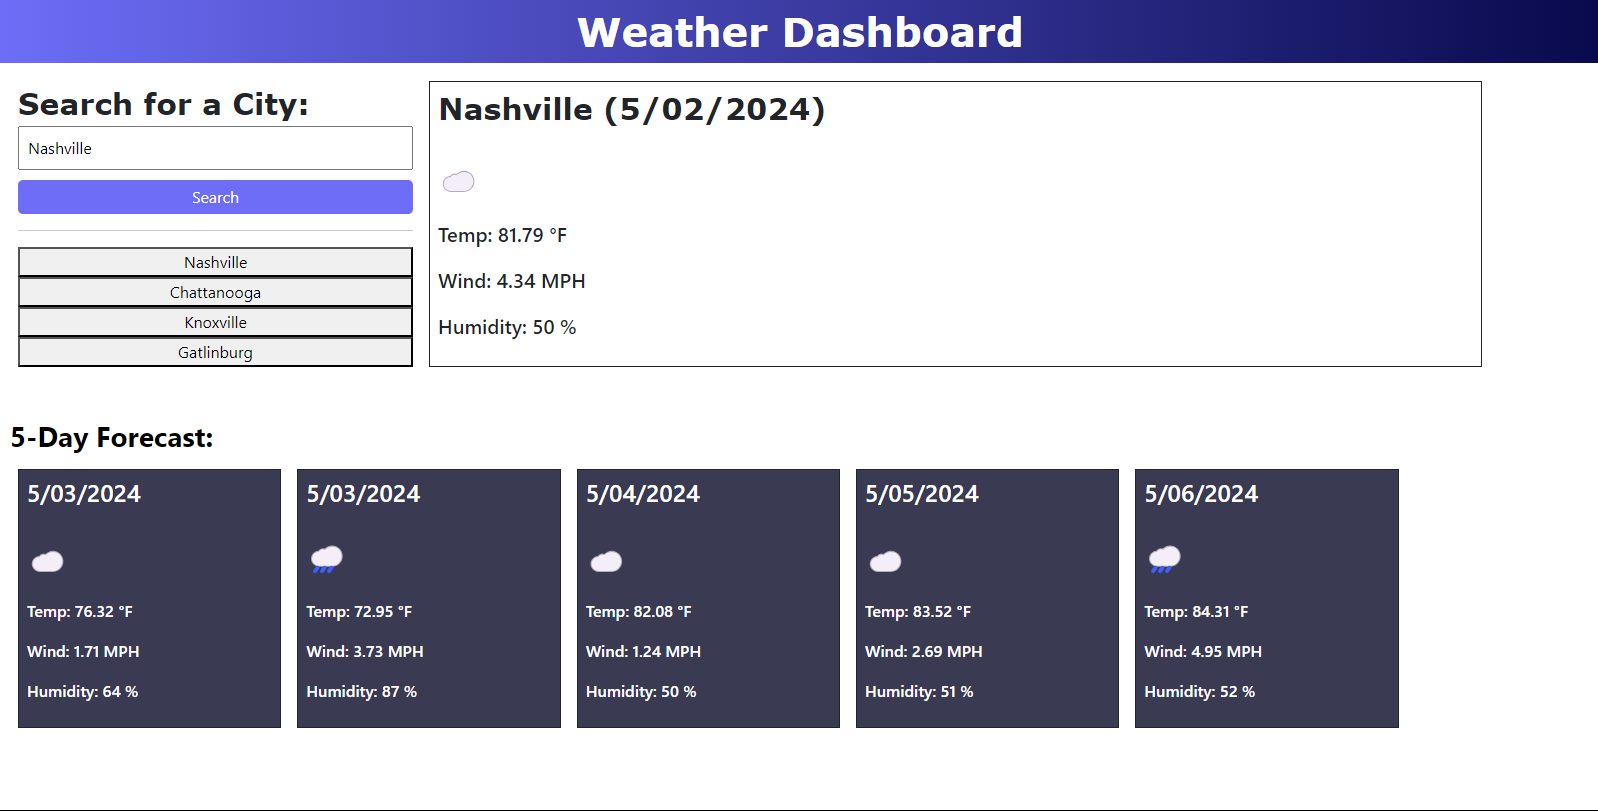 Weather Dashboard
Search for a City:
Nashville
Search
Nashville
Chattanooga
Knoxville
Gatlinburg
Nashville (5/02/2024)
Temp: 81.79 °F
Wind: 4.34 MPH
Humidity: 50 %
5-Day Forecast:
5/03/2024
Temp: 76.32 °F
Wind: 1.71 MPH
Humidity: 64 %
5/03/2024
Temp: 72.95 °F
Wind: 3.73 MPH
Humidity: 87 %
5/04/2024
Temp: 82.08 °F
Wind: 1.24 MPH
Humidity: 50 %
5/05/2024
Temp: 83.52 °F
Wind: 2.69 MPH
Humidity: 51 %
5/06/2024
Temp: 84.31 °F
Wind: 4.95 MPH
Humidity: 52 %